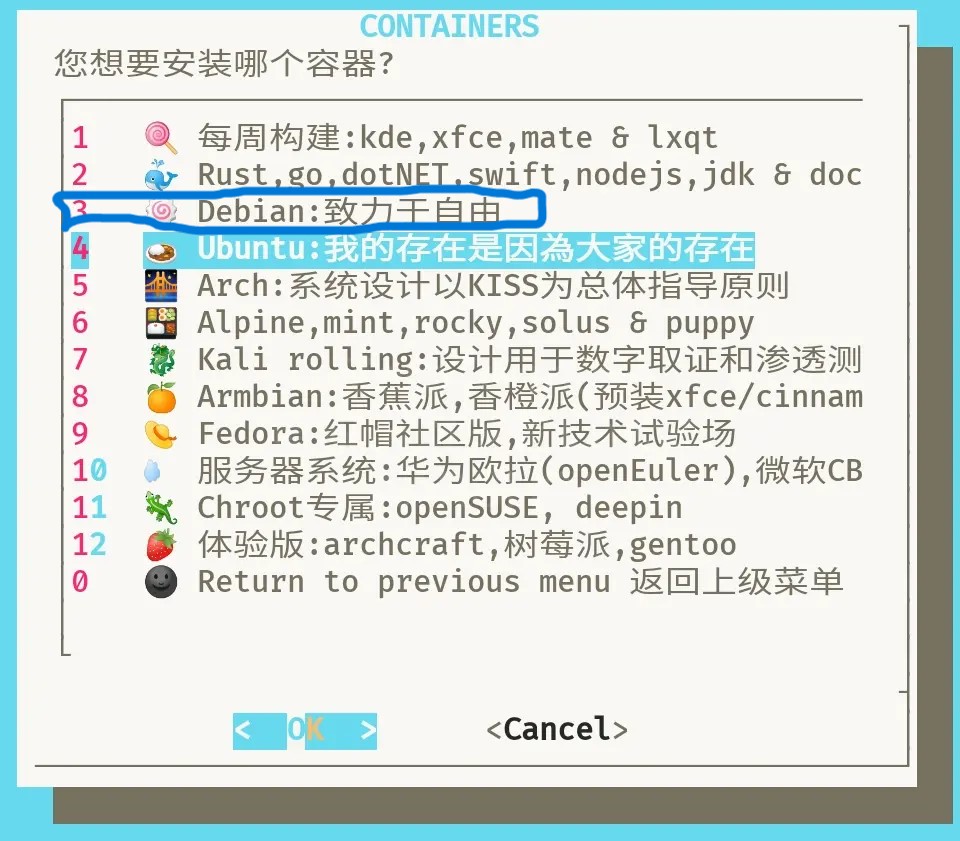 CONTAINERS
您想要安装哪个容器?
1 每周构建:kde,xfce,mate & lxqt
2 Rust,go,dotNET,swift,nodejs,jdk & doc
3 Debian:致力于自由
4 Ubuntu:我的存在是因為大家的存在
5 Arch:系统设计以KISS为总体指导原则
6 Alpine,mint,rocky,solus & puppy
7 Kali rolling:设计用于数字取证和渗透测
8 Armbian:香蕉派,香橙派(预装xfce/cinnam
9 Fedora:红帽社区版,新技术试验场
10 服务器系统:华为欧拉(openEuler),微软CB
11 Chroot专属:openSUSE, deepin
12 体验版:archcraft,树莓派,gentoo
0 Return to previous menu 返回上级菜单
< OK > <Cancel>